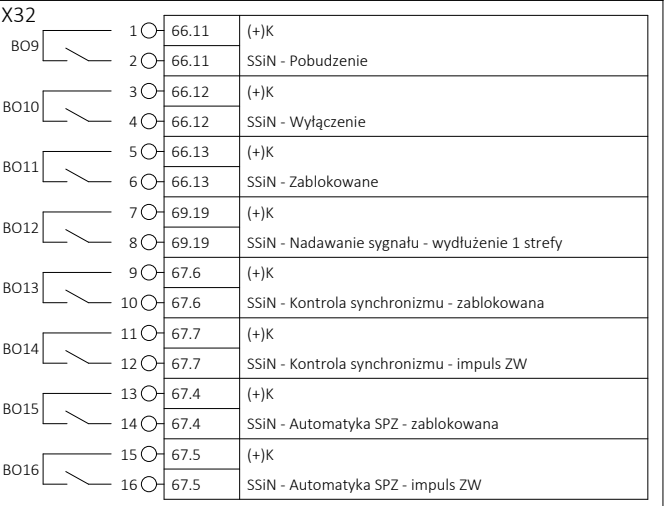 X32
BO9
1 66.11 (+)K
2 66.11 SSiN - Pobudzenie
BO10
3 66.12 (+)K
4 66.12 SSiN - Wyłączenie
BO11
5 66.13 (+)K
6 66.13 SSiN - Zablokowane
BO12
7 69.19 (+)K
8 69.19 SSiN - Nadawanie sygnału - wydłużenie 1 strefy
BO13
9 67.6 (+)K
10 67.6 SSiN - Kontrola synchronizmu - zablokowana
BO14
11 67.7 (+)K
12 67.7 SSiN - Kontrola synchronizmu - impuls ZW
BO15
13 67.4 (+)K
14 67.4 SSiN - Automatyka SPZ - zablokowana
BO16
15 67.5 (+)K
16 67.5 SSiN - Automatyka SPZ - impuls ZW